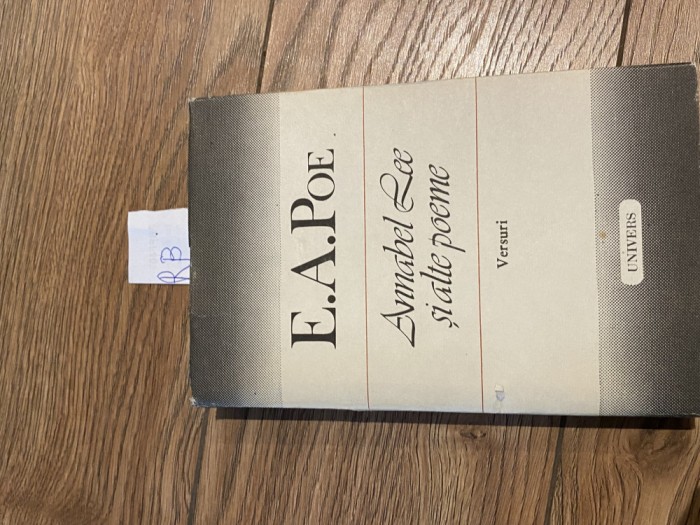 RB
E.A.POE
Annabel Lee
și alte poeme
Versuri
UNIVERS